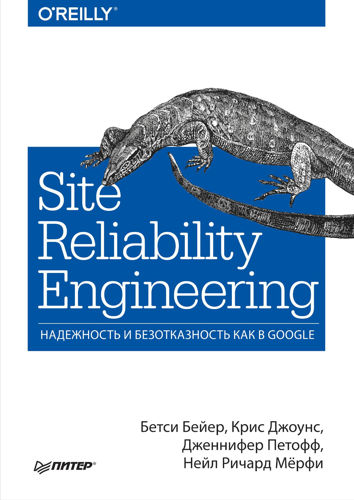 O'REILLY®
Site
Reliability
Engineering
НАДЕЖНОСТЬ И БЕЗОТКАЗНОСТЬ КАК В GOOGLE
Бетси Бейер, Крис Джоунс,
Дженнифер Петофф,
Нейл Ричард Мёрфи
ПИТЕР®